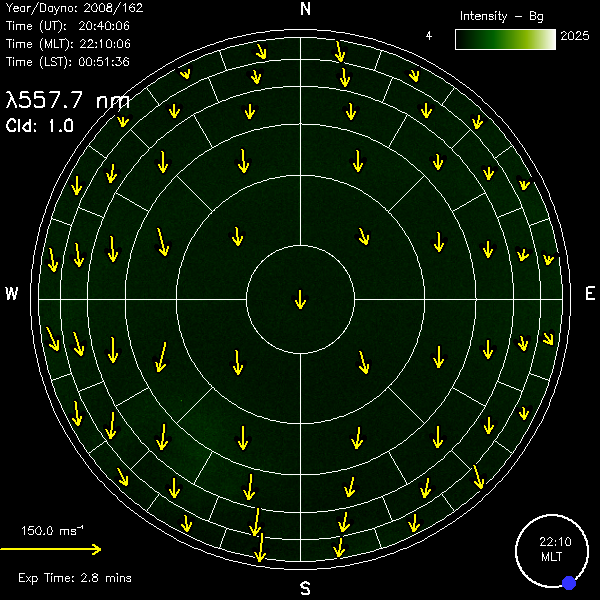 Year/Dayno: 2008/162
Time (UT): 20:40:06
Time (MLT): 22:10:06
Time (LST): 00:51:36
λ557.7 nm
Cld: 1.0
N
Intensity - Bg
4 2025
W E
150.0 ms⁻¹
Exp Time: 2.8 mins
S
22:10
MLT